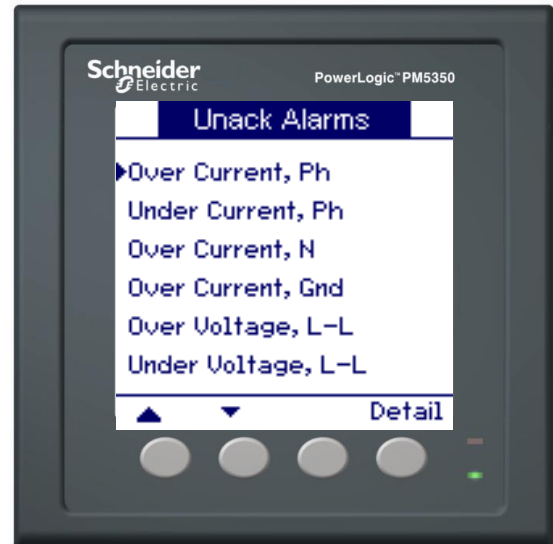 Schneider
Electric
PowerLogic™ PM5350
Unack Alarms
Over Current, Ph
Under Current, Ph
Over Current, N
Over Current, Gnd
Over Voltage, L-L
Under Voltage, L-L
Detail